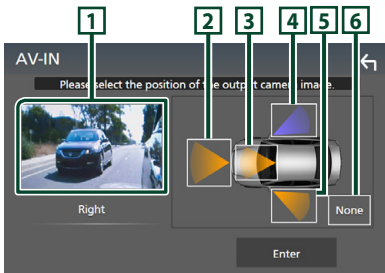 1 2 3 4 5 6
AV-IN
Please select the position of the output camera image.
Right
None
Enter